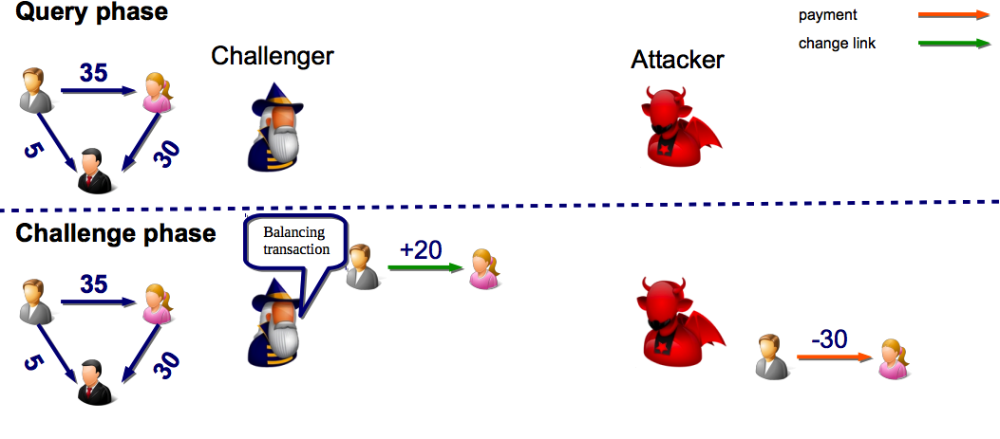 Query phase
payment
change link
Challenger
Attacker
35
5
30
Challenge phase
Balancing
transaction
+20
35
5
30
-30